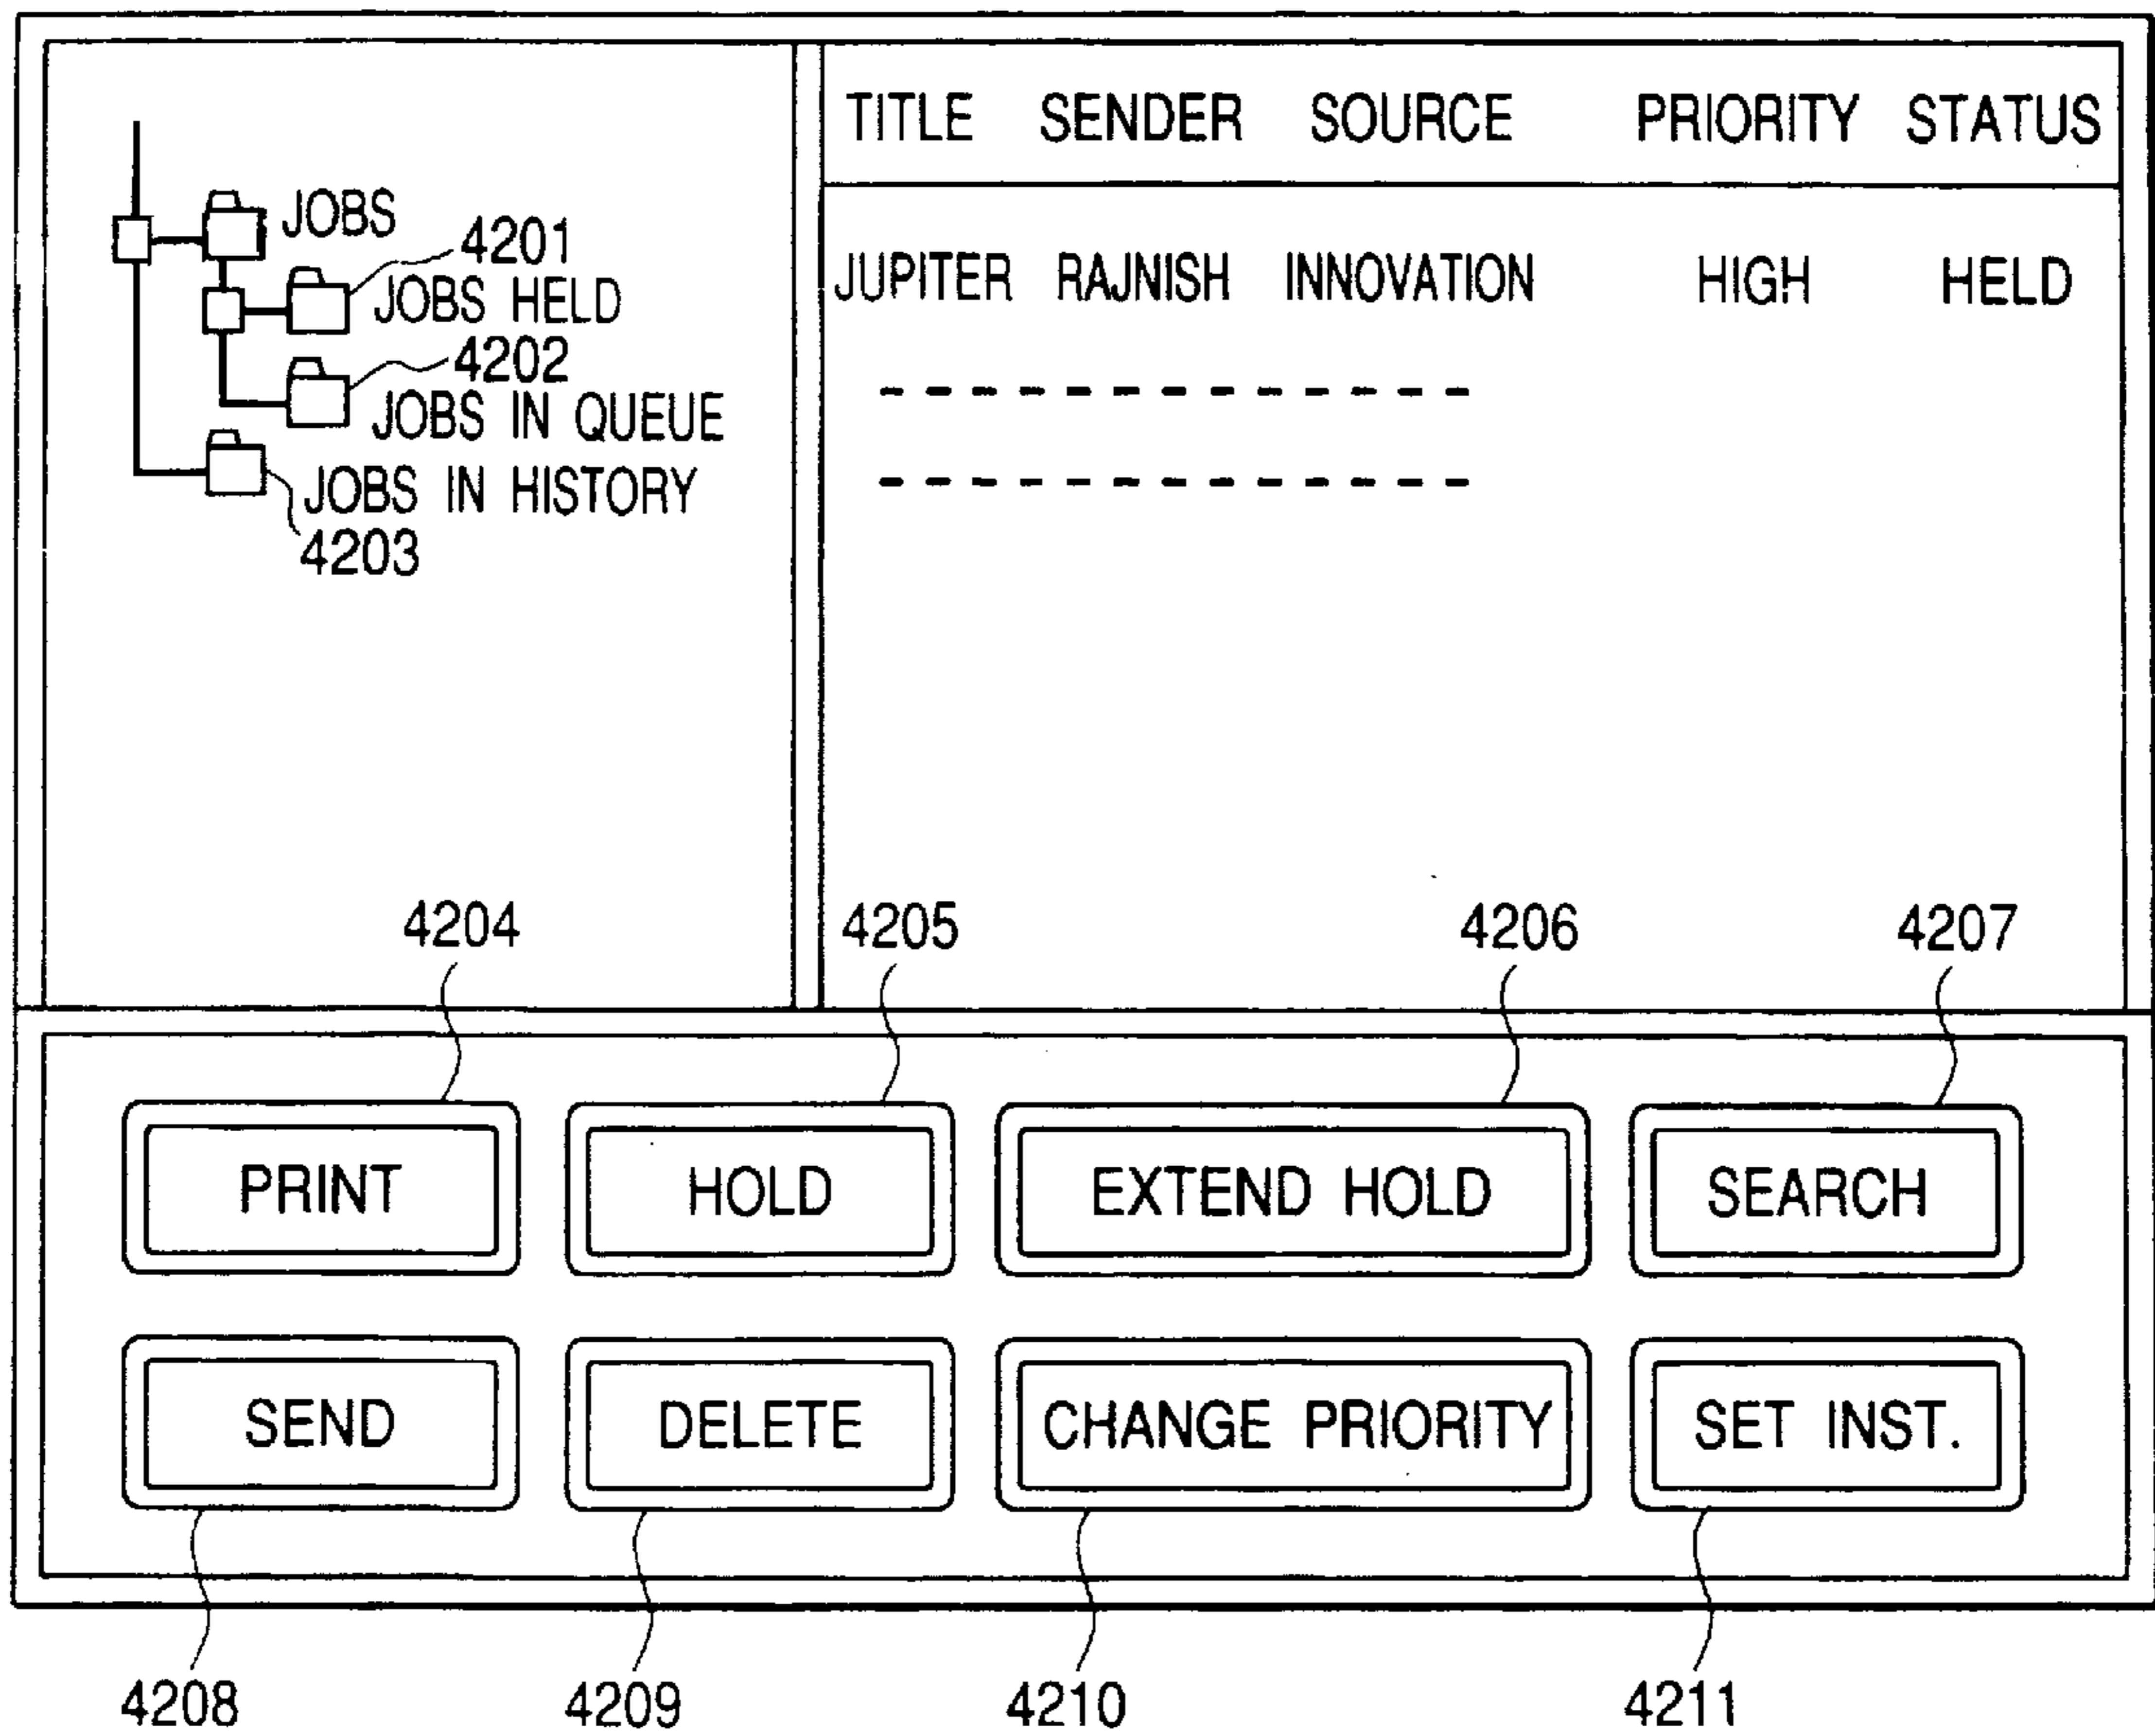 JOBS
4201
JOBS HELD
4202
JOBS IN QUEUE
JOBS IN HISTORY
4203
TITLE SENDER SOURCE PRIORITY STATUS
JUPITER RAJNISH INNOVATION HIGH HELD
- - - - - - - - - - - - -
- - - - - - - - - - - - -
4204 4205 4206 4207
PRINT HOLD EXTEND HOLD SEARCH
SEND DELETE CHANGE PRIORITY SET INST.
4208 4209 4210 4211